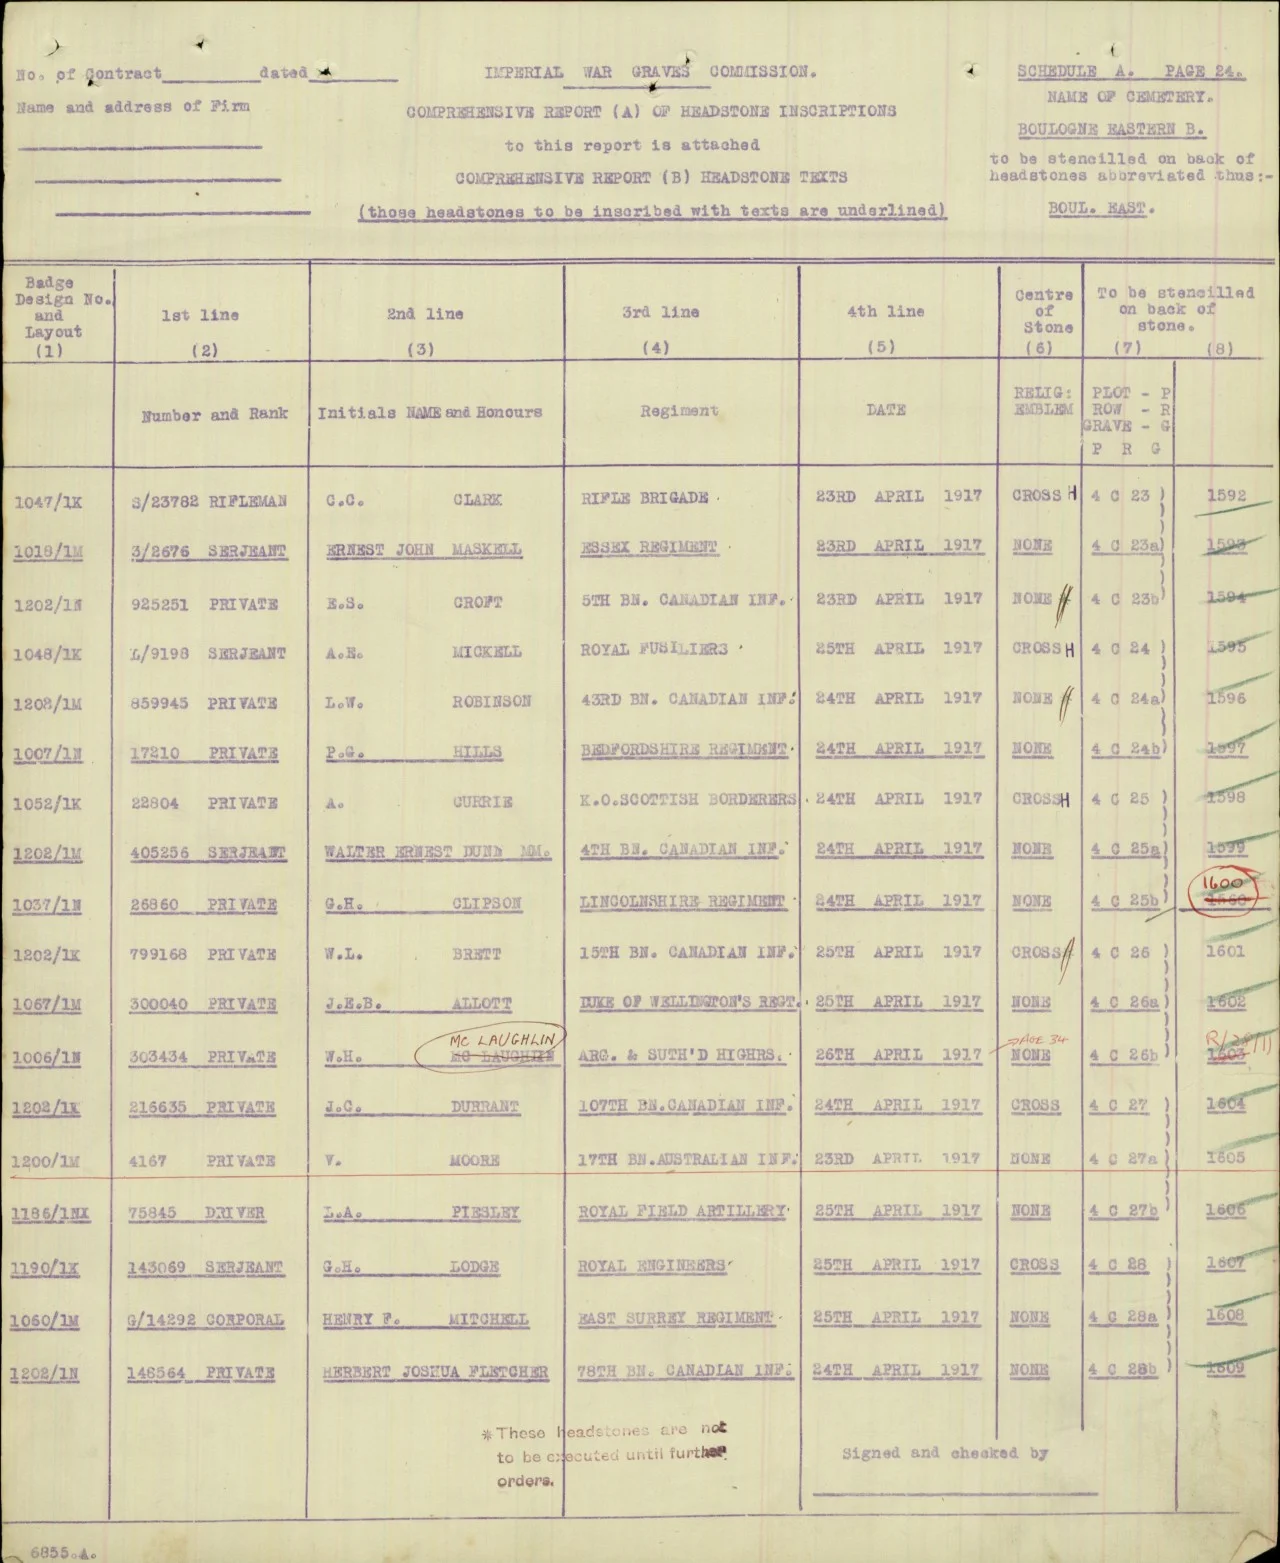 No. of Contract dated
IMPERIAL WAR GRAVES COMMISSION.
SCHEDULE A. PAGE 24.
Name and address of Firm
COMPREHENSIVE REPORT (A) OF HEADSTONE INSCRIPTIONS
NAME OF CEMETERY.
BOULOGNE EASTERN B.
to this report is attached
to be stencilled on back of
headstones abbreviated thus:-
COMPREHENSIVE REPORT (B) HEADSTONE TEXTS
(those headstones to be inscribed with texts are underlined)
BOUL. EAST.
Badge Design No. and Layout (1)
1st line (2)
2nd line (3)
3rd line (4)
4th line (5)
Centre of Stone (6)
To be stencilled on back of stone. (7) (8)
Number and Rank
Initials NAME and Honours
Regiment
DATE
RELIG: EMBLEM
PLOT - P
ROW - R
GRAVE - G
P R G
1047/1K S/23782 RIFLEMAN C.C. CLARK RIFLE BRIGADE 23RD APRIL 1917 CROSS H 4 C 23 ) 1592
1018/1M 3/2676 SERJEANT ERNEST JOHN MASKELL ESSEX REGIMENT 23RD APRIL 1917 NONE 4 C 23a) 1593
1202/1N 925251 PRIVATE E.S. CROFT 5TH BN. CANADIAN INF. 23RD APRIL 1917 NONE 4 C 23b) 1594
1048/1K L/9198 SERJEANT A.E. MICKELL ROYAL FUSILIERS 25TH APRIL 1917 CROSS H 4 C 24 ) 1595
1202/1M 859943 PRIVATE L.W. ROBINSON 43RD BN. CANADIAN INF. 24TH APRIL 1917 NONE 4 C 24a) 1596
1007/1N 17210 PRIVATE P.G. HILLS BEDFORDSHIRE REGIMENT 24TH APRIL 1917 NONE 4 C 24b) 1597
1052/1K 22804 PRIVATE A. CURRIE K.O.SCOTTISH BORDERERS 24TH APRIL 1917 CROSS H 4 C 25 ) 1598
1202/1M 405256 SERJEANT WALTER ERNEST DUNN MM. 4TH BN. CANADIAN INF. 24TH APRIL 1917 NONE 4 C 25a) 1599
1600
1037/1N 26860 PRIVATE G.H. CLIPSON LINCOLNSHIRE REGIMENT 24TH APRIL 1917 NONE 4 C 25b)
1202/1K 799168 PRIVATE W.L. BRETT 15TH BN. CANADIAN INF. 25TH APRIL 1917 CROSS 4 C 26 ) 1601
1067/1M 300040 PRIVATE J.E.B. ALLOTT DUKE OF WELLINGTON'S REGT. 25TH APRIL 1917 NONE 4 C 26a) 1602
Mc LAUGHLIN PAGE 34
1006/1N 303434 PRIVATE W.H. MC LAUGHLIN ARG. & SUTH'D HIGHRS. 26TH APRIL 1917 NONE 4 C 26b) 1603
1202/1K 216635 PRIVATE J.C. DURRANT 107TH BN.CANADIAN INF. 24TH APRIL 1917 CROSS 4 C 27 ) 1604
1200/1M 4167 PRIVATE V. MOORE 17TH BN.AUSTRALIAN INF. 23RD APRIL 1917 NONE 4 C 27a) 1605
1186/1NX 75845 DRIVER L.A. PIESLEY ROYAL FIELD ARTILLERY 25TH APRIL 1917 NONE 4 C 27b) 1606
1190/1K 143069 SERJEANT G.H. LODGE ROYAL ENGINEERS 25TH APRIL 1917 CROSS 4 C 28 ) 1607
1060/1M G/14292 CORPORAL HENRY F. MITCHELL EAST SURREY REGIMENT 25TH APRIL 1917 NONE 4 C 28a) 1608
1202/1N 148564 PRIVATE HERBERT JOSHUA FLETCHER 78TH BN. CANADIAN INF. 24TH APRIL 1917 NONE 4 C 28b) 1609
*These headstones are not
to be executed until further
orders.
Signed and checked by
6855.A.